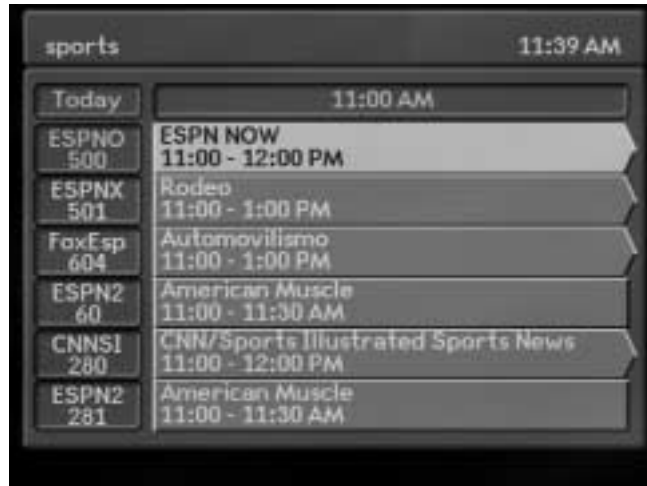 sports 11:39 AM
Today 11:00 AM
ESPNO ESPN NOW
500 11:00 - 12:00 PM
ESPNX Rodeo
501 11:00 - 1:00 PM
FoxEsp Automovilismo
604 11:00 - 1:00 PM
ESPN2 American Muscle
60 11:00 - 11:30 AM
CNNSI CNN/Sports Illustrated Sports News
280 11:00 - 12:00 PM
ESPN2 American Muscle
281 11:00 - 11:30 AM